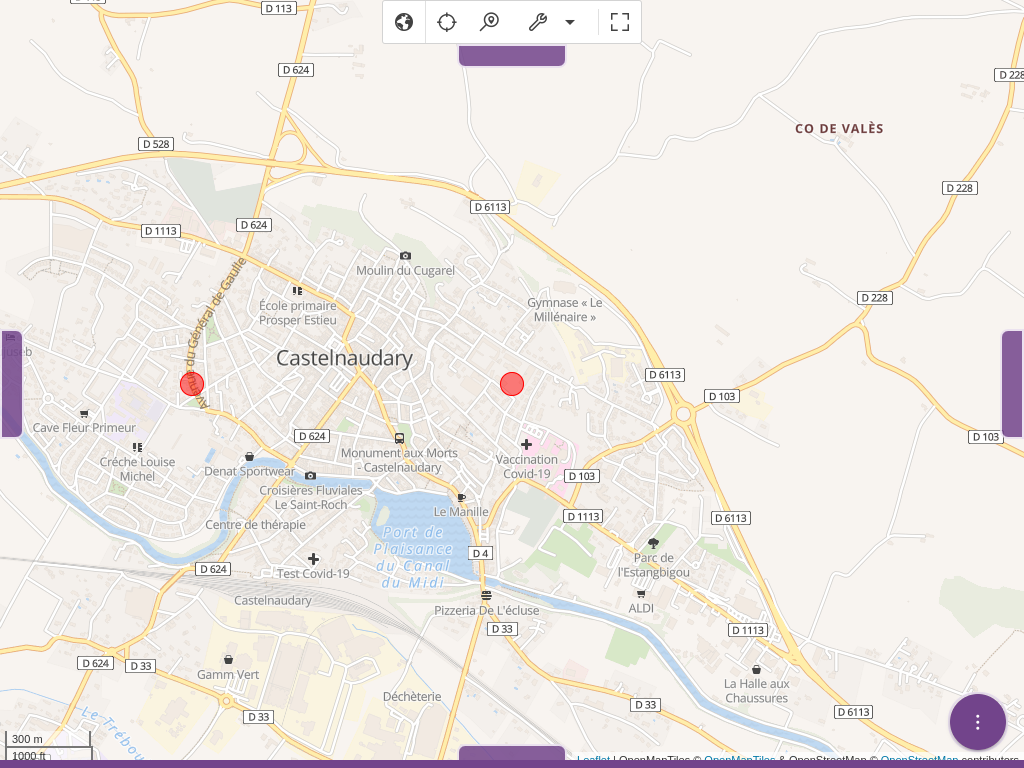 D 113
D 624
D 228
CO DE VALÈS
D 528
D 228
D 6113
D 624
D 1113
Moulin du Cugarel
Avenue du Général de Gaulle
École primaire
Prosper Estieu
Gymnase « Le
Millénaire »
D 228
Castelnaudary
D 6113
D 103
Cave Fleur Primeur
D 624
D 103
Monument aux Morts
- Castelnaudary
Créche Louise
Michel
Denat Sportwear
Vaccination
Covid-19
D 103
Croisières Fluviales
Le Saint-Roch
Le Manille
D 1113
D 6113
Centre de thérapie
Port de
Plaisance
du Canal
du Midi
D 4
Parc de
l'Estangbigou
D 624
Test Covid-19
Castelnaudary
Pizzeria De L'écluse
ALDI
D 33
D 1113
D 624
D 33
Gamm Vert
La Halle aux
Chaussures
Déchèterie
D 33
D 33
D 6113
Le Trébou
300 m
1000 ft
Leaflet | OpenMapTiles © OpenMapTiles & OpenStreetMap © OpenStreetMap contributors